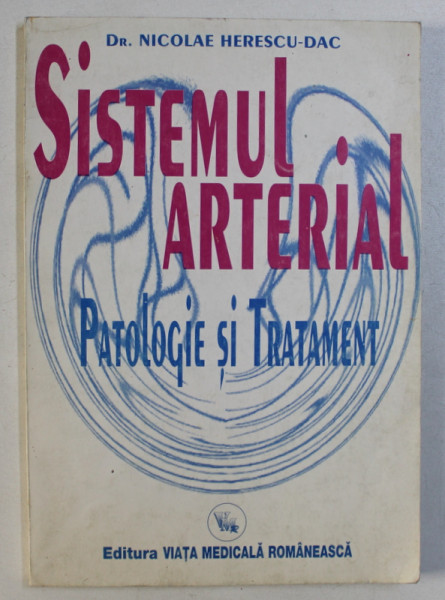 DR. NICOLAE HERESCU-DAC
SISTEMUL
ARTERIAL
PATOLOGIE ȘI TRATAMENT
Editura VIAȚA MEDICALĂ ROMÂNEASCĂ